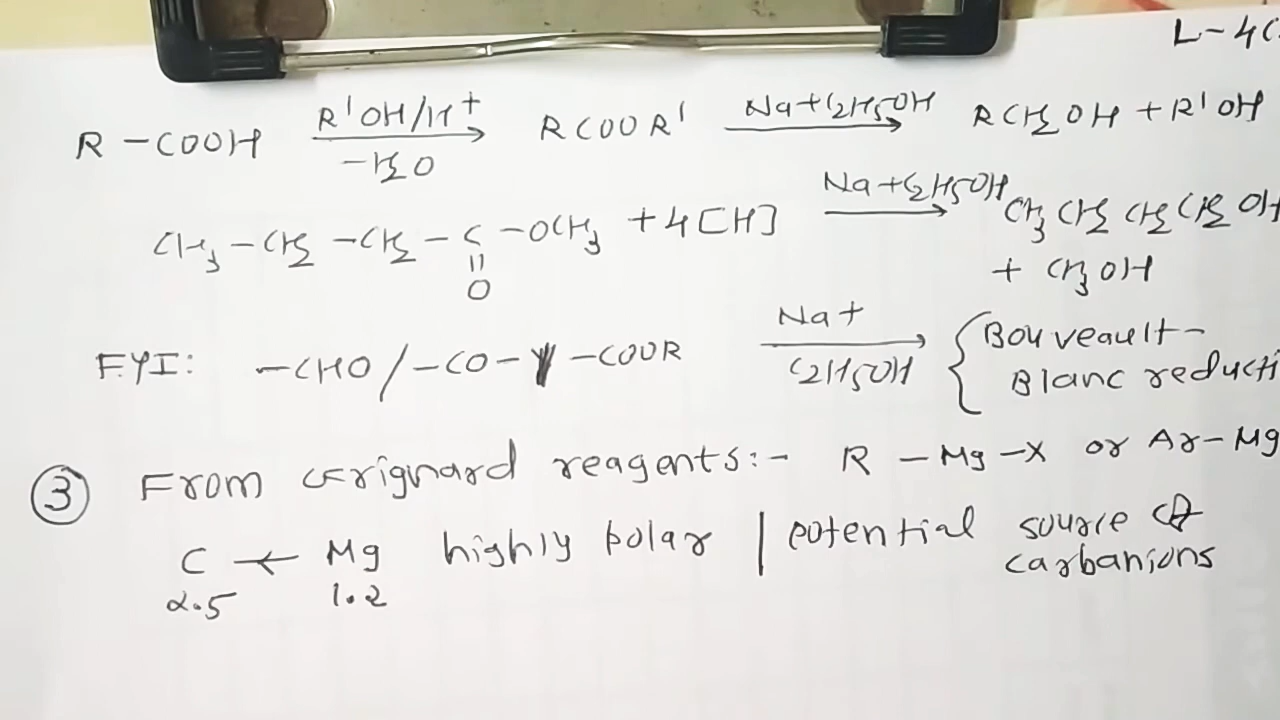 L-40
R-COOH R'OH/H+ -H2O → RCOOR' Na+C2H5OH → RCH2OH + R'OH
CH3-CH2-CH2-C-OCH3 + 4[H] Na+C2H5OH → CH3CH2CH2CH2OH
=O
+ CH3OH
F.Y.I: -CHO/-CO- -COOR Na+ C2H5OH → { Bouveault-
Blanc reducti
③ From Grignard reagents:- R-Mg-X or Ar-Mg
C ← Mg highly polar | potential source of
carbanions
2.5 1.2